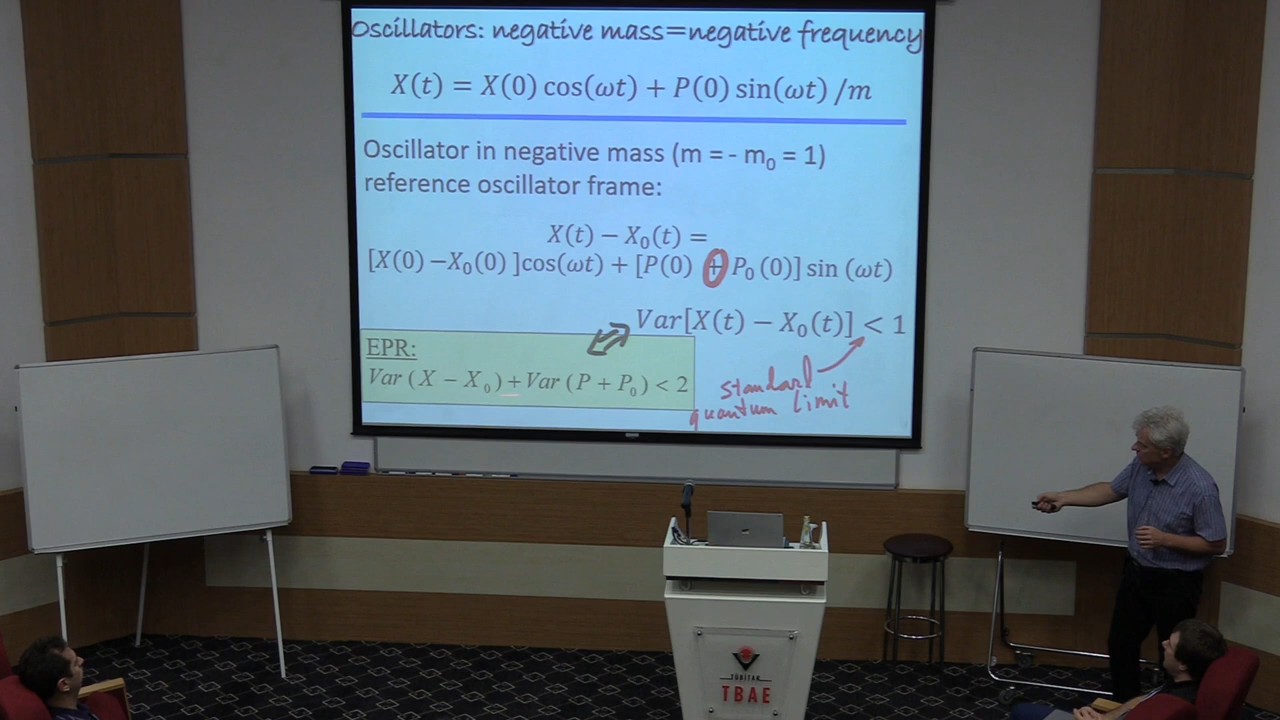 Oscillators: negative mass=negative frequency
X(t) = X(0) cos(ωt) + P(0) sin(ωt) /m
Oscillator in negative mass (m = - m₀ = 1)
reference oscillator frame:
X(t) − X₀(t) =
[X(0) −X₀(0) ]cos(ωt) + [P(0) + P₀ (0)] sin (ωt)
Var[X(t) − X₀(t)] < 1
EPR:
Var (X − X₀) + Var (P + P₀) < 2
standard
quantum limit
TÜBİTAK
TBAE